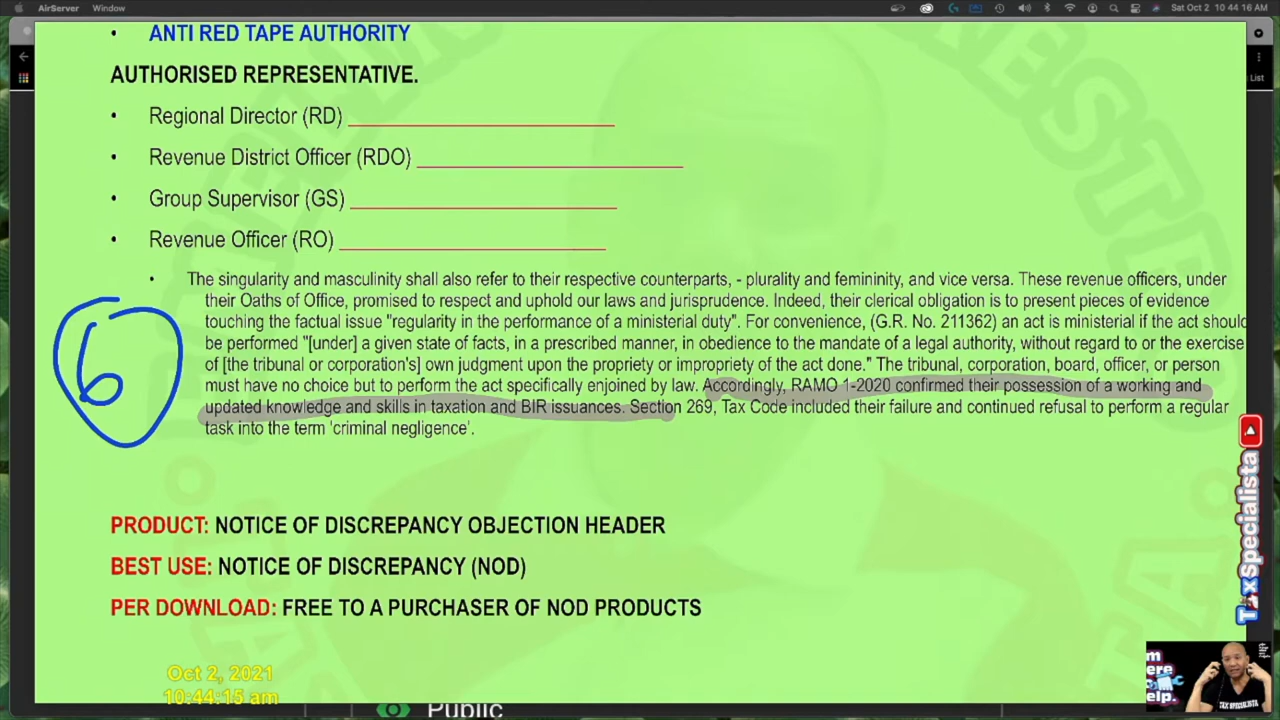 AirServer Window Sat Oct 2 10:44:16 AM
• ANTI RED TAPE AUTHORITY
AUTHORISED REPRESENTATIVE.
• Regional Director (RD)
• Revenue District Officer (RDO)
• Group Supervisor (GS)
• Revenue Officer (RO)
• The singularity and masculinity shall also refer to their respective counterparts, - plurality and femininity, and vice versa. These revenue officers, under
their Oaths of Office, promised to respect and uphold our laws and jurisprudence. Indeed, their clerical obligation is to present pieces of evidence
touching the factual issue "regularity in the performance of a ministerial duty". For convenience, (G.R. No. 211362) an act is ministerial if the act should
be performed "[under] a given state of facts, in a prescribed manner, in obedience to the mandate of a legal authority, without regard to or the exercise
of [the tribunal or corporation's] own judgment upon the propriety or impropriety of the act done." The tribunal, corporation, board, officer, or person
must have no choice but to perform the act specifically enjoined by law. Accordingly, RAMO 1-2020 confirmed their possession of a working and
updated knowledge and skills in taxation and BIR issuances. Section 269, Tax Code included their failure and continued refusal to perform a regular
task into the term 'criminal negligence'.
6
PRODUCT: NOTICE OF DISCREPANCY OBJECTION HEADER
BEST USE: NOTICE OF DISCREPANCY (NOD)
PER DOWNLOAD: FREE TO A PURCHASER OF NOD PRODUCTS
Oct 2, 2021
10:44:15 am
Public
List
TaxSpecialista
TAX SPECIALISTA